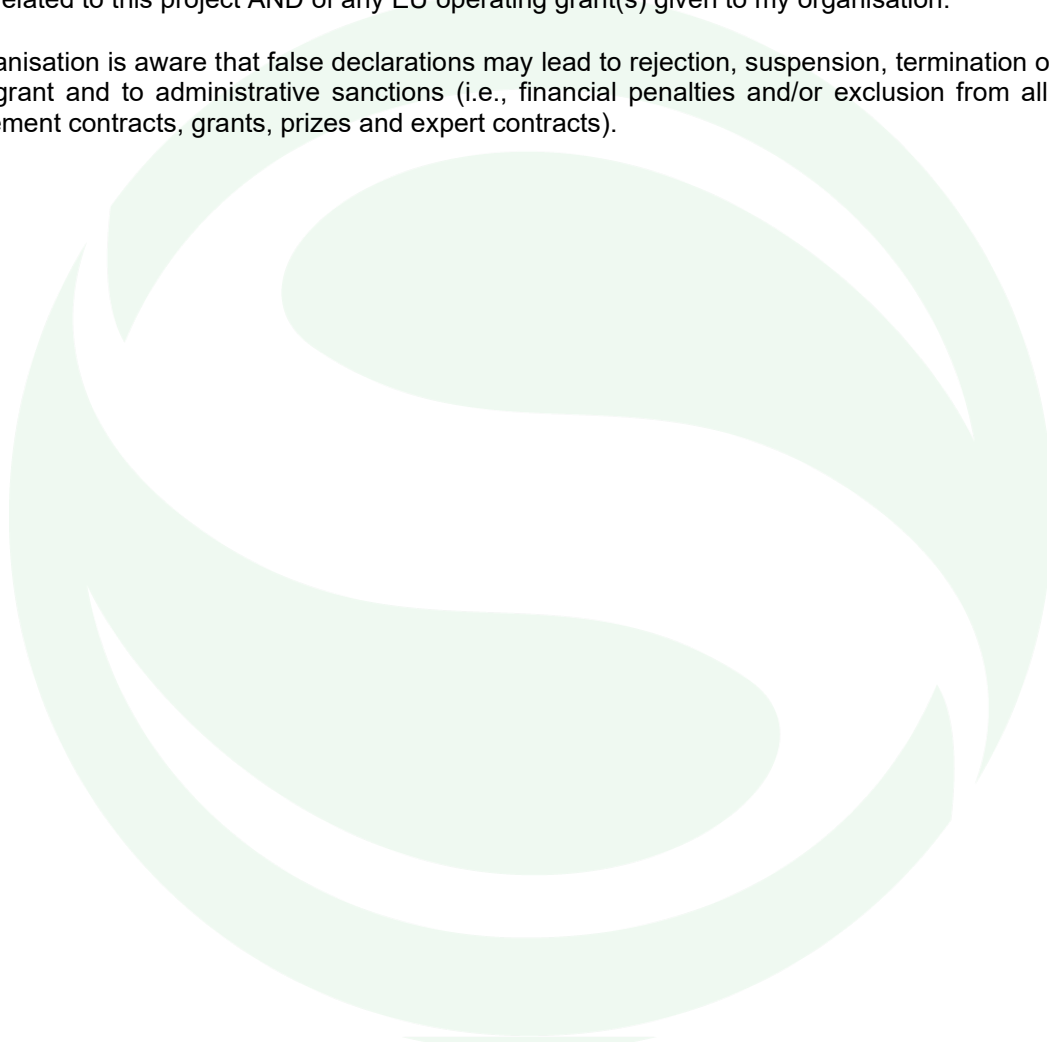 elated to this project AND of any EU operating grant(s) given to my organisation.
anisation is aware that false declarations may lead to rejection, suspension, termination o
grant and to administrative sanctions (i.e., financial penalties and/or exclusion from all
ement contracts, grants, prizes and expert contracts).